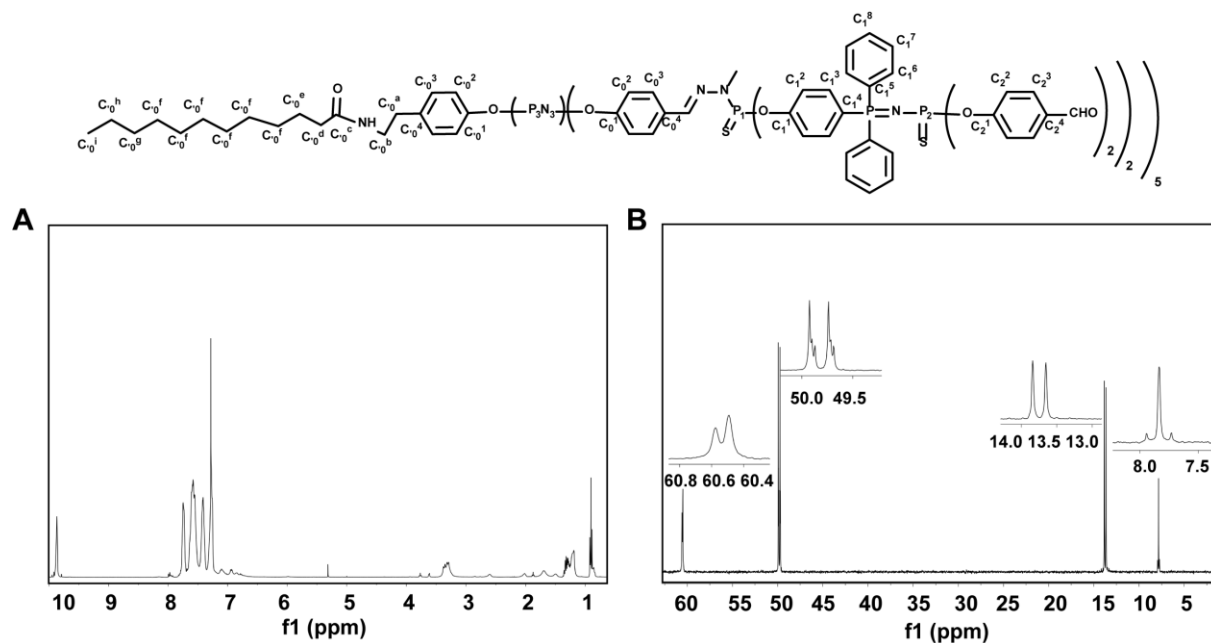 C₁⁸
C₁⁷
C'₀ʰ C'₀ᶠ C'₀ᶠ C'₀ᶠ C'₀ᵉ O C'₀³ C'₀² C₀² C₀³ C₁² C₁³ C₁⁶ C₂² C₂³
C'₀ᵃ N N C₁⁵
C'₀ⁱ C'₀ᵍ C'₀ᶠ C'₀ᶠ C'₀ᶠ C'₀ᵈ C'₀ᶜ NH C'₀⁴ C'₀¹ O P₃N₃ O C₀¹ C₀⁴ P₁ O C₁¹ C₁⁴ P N P₂ O C₂¹ C₂⁴ CHO
C'₀ᵇ S S 2 2 5
A
B
50.0 49.5
14.0 13.5 13.0
8.0 7.5
60.8 60.6 60.4
10 9 8 7 6 5 4 3 2 1
f1 (ppm)
60 55 50 45 40 35 30 25 20 15 10 5
f1 (ppm)